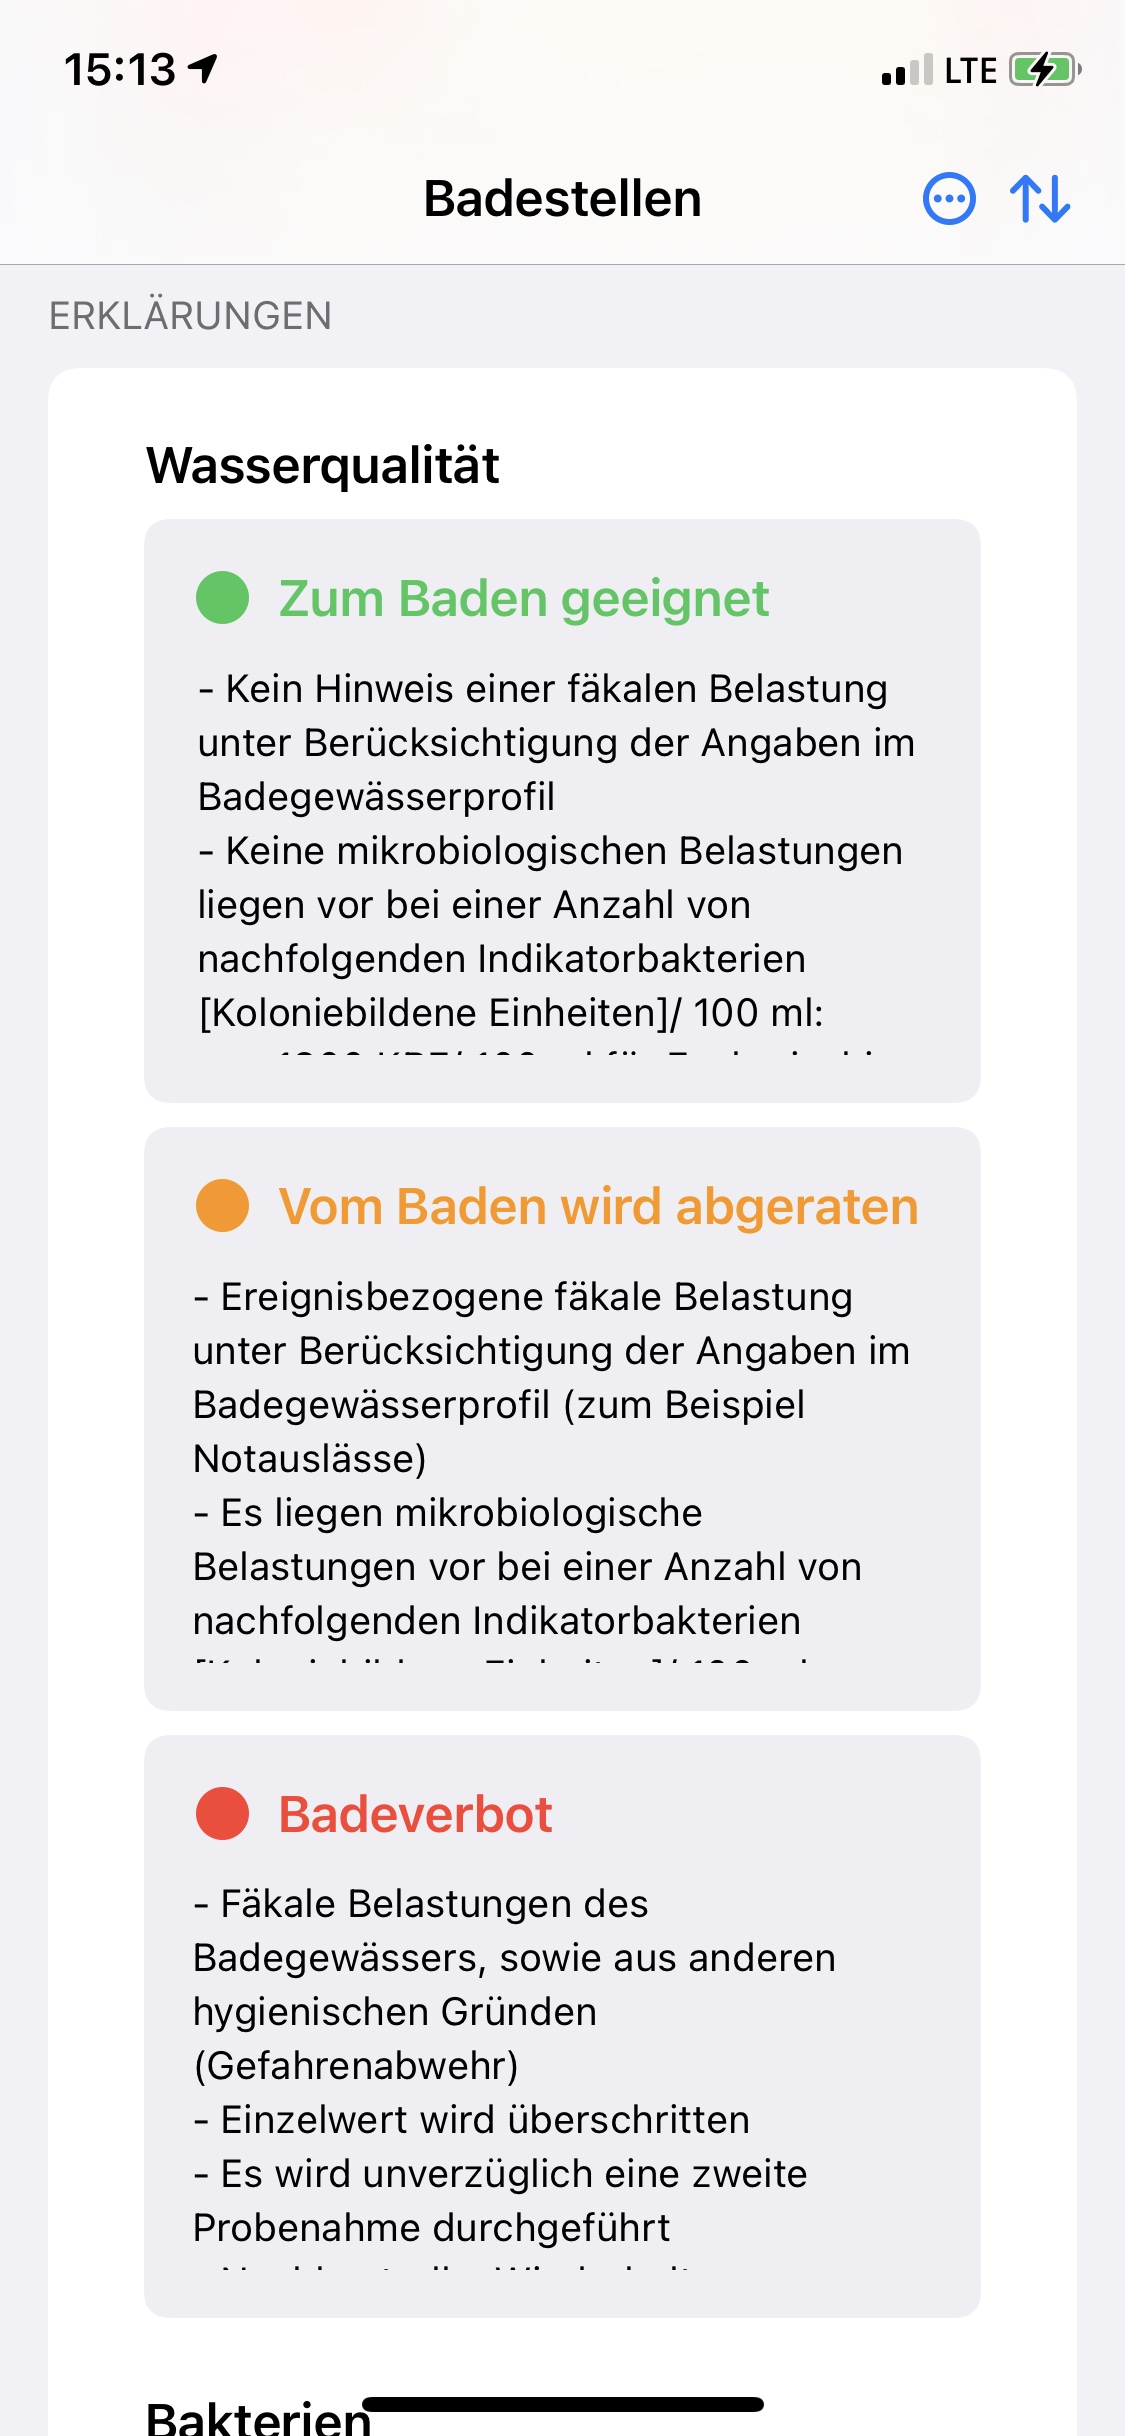 15:13
LTE
Badestellen
ERKLÄRUNGEN
Wasserqualität
Zum Baden geeignet
- Kein Hinweis einer fäkalen Belastung
unter Berücksichtigung der Angaben im
Badegewässerprofil
- Keine mikrobiologischen Belastungen
liegen vor bei einer Anzahl von
nachfolgenden Indikatorbakterien
[Koloniebildene Einheiten]/ 100 ml:
Vom Baden wird abgeraten
- Ereignisbezogene fäkale Belastung
unter Berücksichtigung der Angaben im
Badegewässerprofil (zum Beispiel
Notauslässe)
- Es liegen mikrobiologische
Belastungen vor bei einer Anzahl von
nachfolgenden Indikatorbakterien
Badeverbot
- Fäkale Belastungen des
Badegewässers, sowie aus anderen
hygienischen Gründen
(Gefahrenabwehr)
- Einzelwert wird überschritten
- Es wird unverzüglich eine zweite
Probenahme durchgeführt
Bakterien